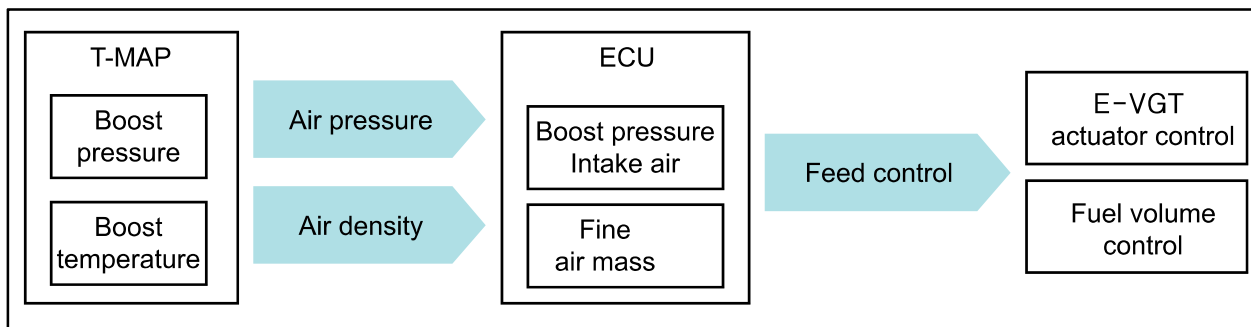 T-MAP
Boost
pressure
Boost
temperature
Air pressure
Air density
ECU
Boost pressure
Intake air
Fine
air mass
Feed control
E-VGT
actuator control
Fuel volume
control